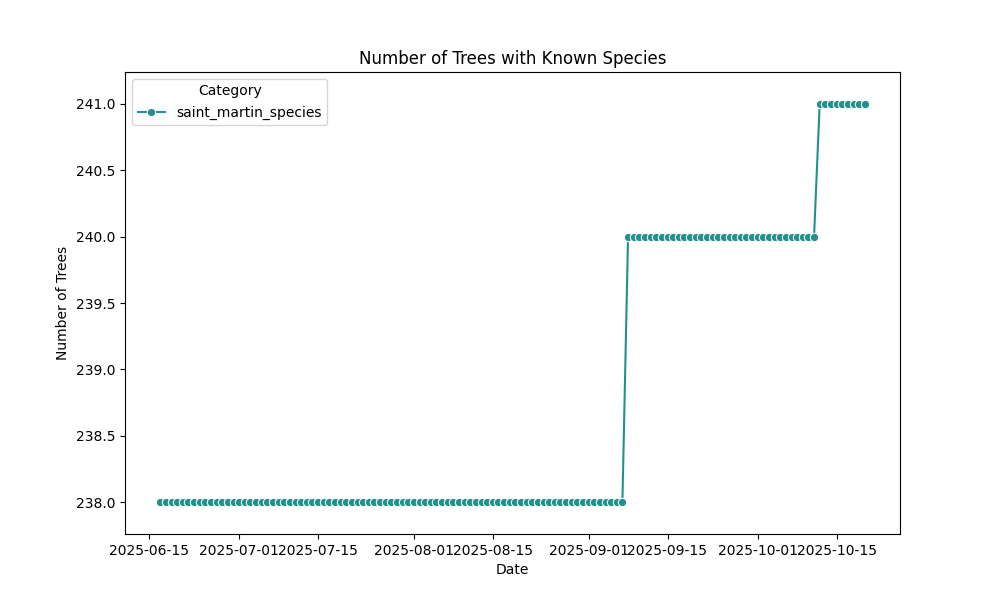 Number of Trees with Known Species
Category
saint_martin_species
Number of Trees
241.0
240.5
240.0
239.5
239.0
238.5
238.0
2025-06-15 2025-07-01 2025-07-15 2025-08-01 2025-08-15 2025-09-01 2025-09-15 2025-10-01 2025-10-15
Date